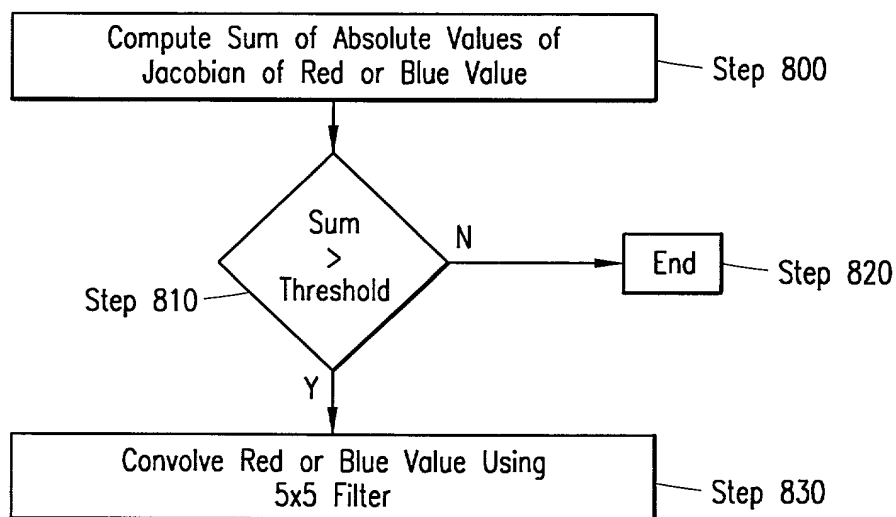 Compute Sum of Absolute Values of
Jacobian of Red or Blue Value
Step 800
Sum
>
Threshold
N
End
Step 820
Step 810
Y
Convolve Red or Blue Value Using
5x5 Filter
Step 830